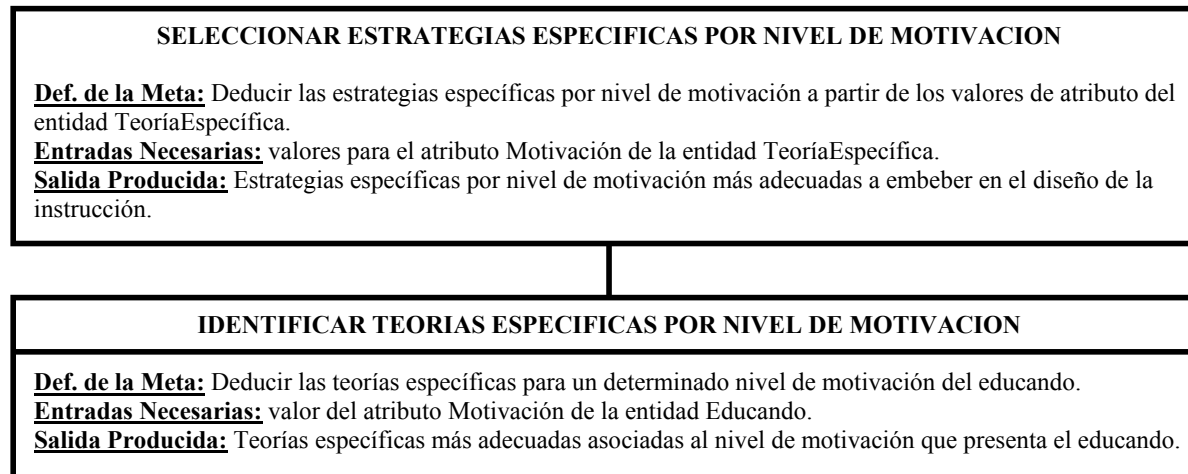 SELECCIONAR ESTRATEGIAS ESPECIFICAS POR NIVEL DE MOTIVACION
Def. de la Meta: Deducir las estrategias específicas por nivel de motivación a partir de los valores de atributo del
entidad TeoríaEspecífica.
Entradas Necesarias: valores para el atributo Motivación de la entidad TeoríaEspecífica.
Salida Producida: Estrategias específicas por nivel de motivación más adecuadas a embeber en el diseño de la
instrucción.
IDENTIFICAR TEORIAS ESPECIFICAS POR NIVEL DE MOTIVACION
Def. de la Meta: Deducir las teorías específicas para un determinado nivel de motivación del educando.
Entradas Necesarias: valor del atributo Motivación de la entidad Educando.
Salida Producida: Teorías específicas más adecuadas asociadas al nivel de motivación que presenta el educando.